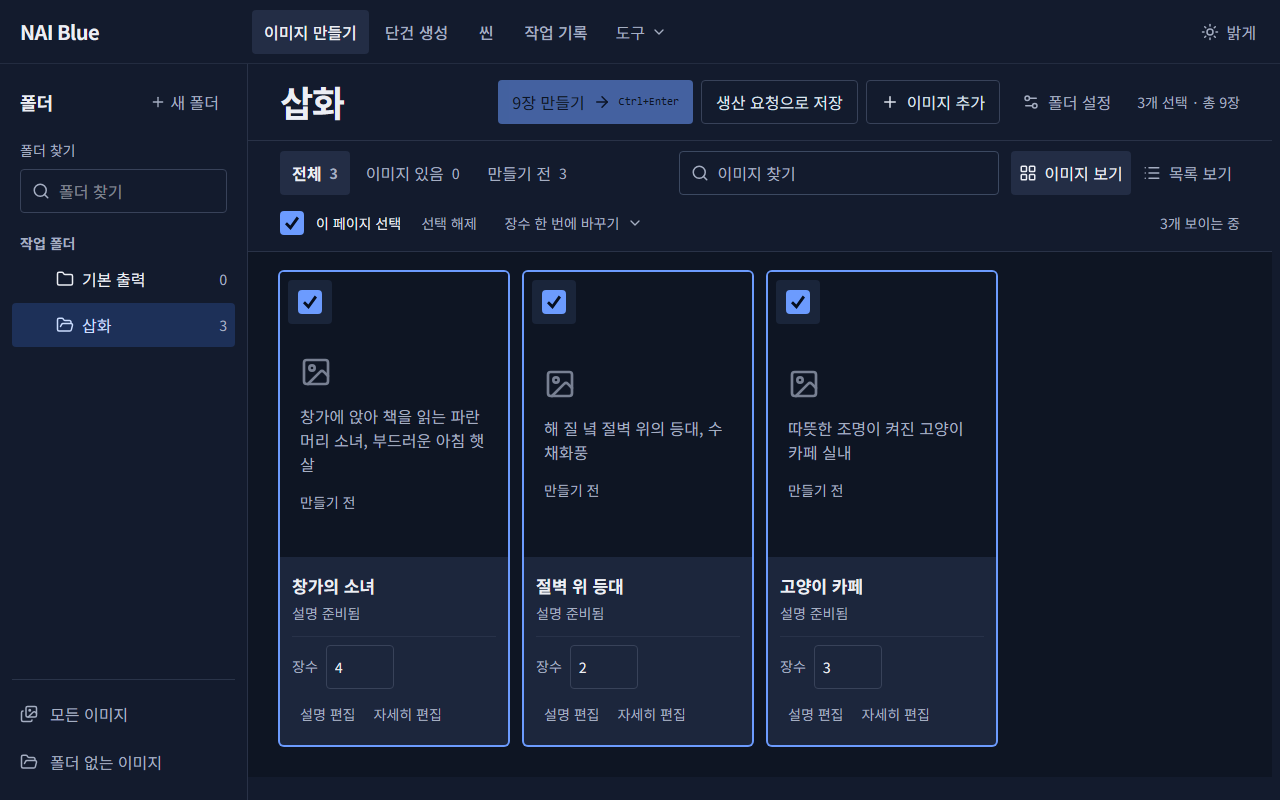 NAI Blue
이미지 만들기
단건 생성
씬
작업 기록
도구
밝게
폴더
새 폴더
폴더 찾기
폴더 찾기
작업 폴더
기본 출력 0
삽화 3
모든 이미지
폴더 없는 이미지
삽화
9장 만들기 → Ctrl+Enter
생산 요청으로 저장
이미지 추가
폴더 설정
3개 선택 · 총 9장
전체 3
이미지 있음 0
만들기 전 3
이미지 찾기
이미지 보기
목록 보기
이 페이지 선택
선택 해제
장수 한 번에 바꾸기
3개 보이는 중
창가에 앉아 책을 읽는 파란
머리 소녀, 부드러운 아침 햇
살
만들기 전
창가의 소녀
설명 준비됨
장수 4
설명 편집
자세히 편집
해 질 녘 절벽 위의 등대, 수
채화풍
만들기 전
절벽 위 등대
설명 준비됨
장수 2
설명 편집
자세히 편집
따뜻한 조명이 켜진 고양이
카페 실내
만들기 전
고양이 카페
설명 준비됨
장수 3
설명 편집
자세히 편집